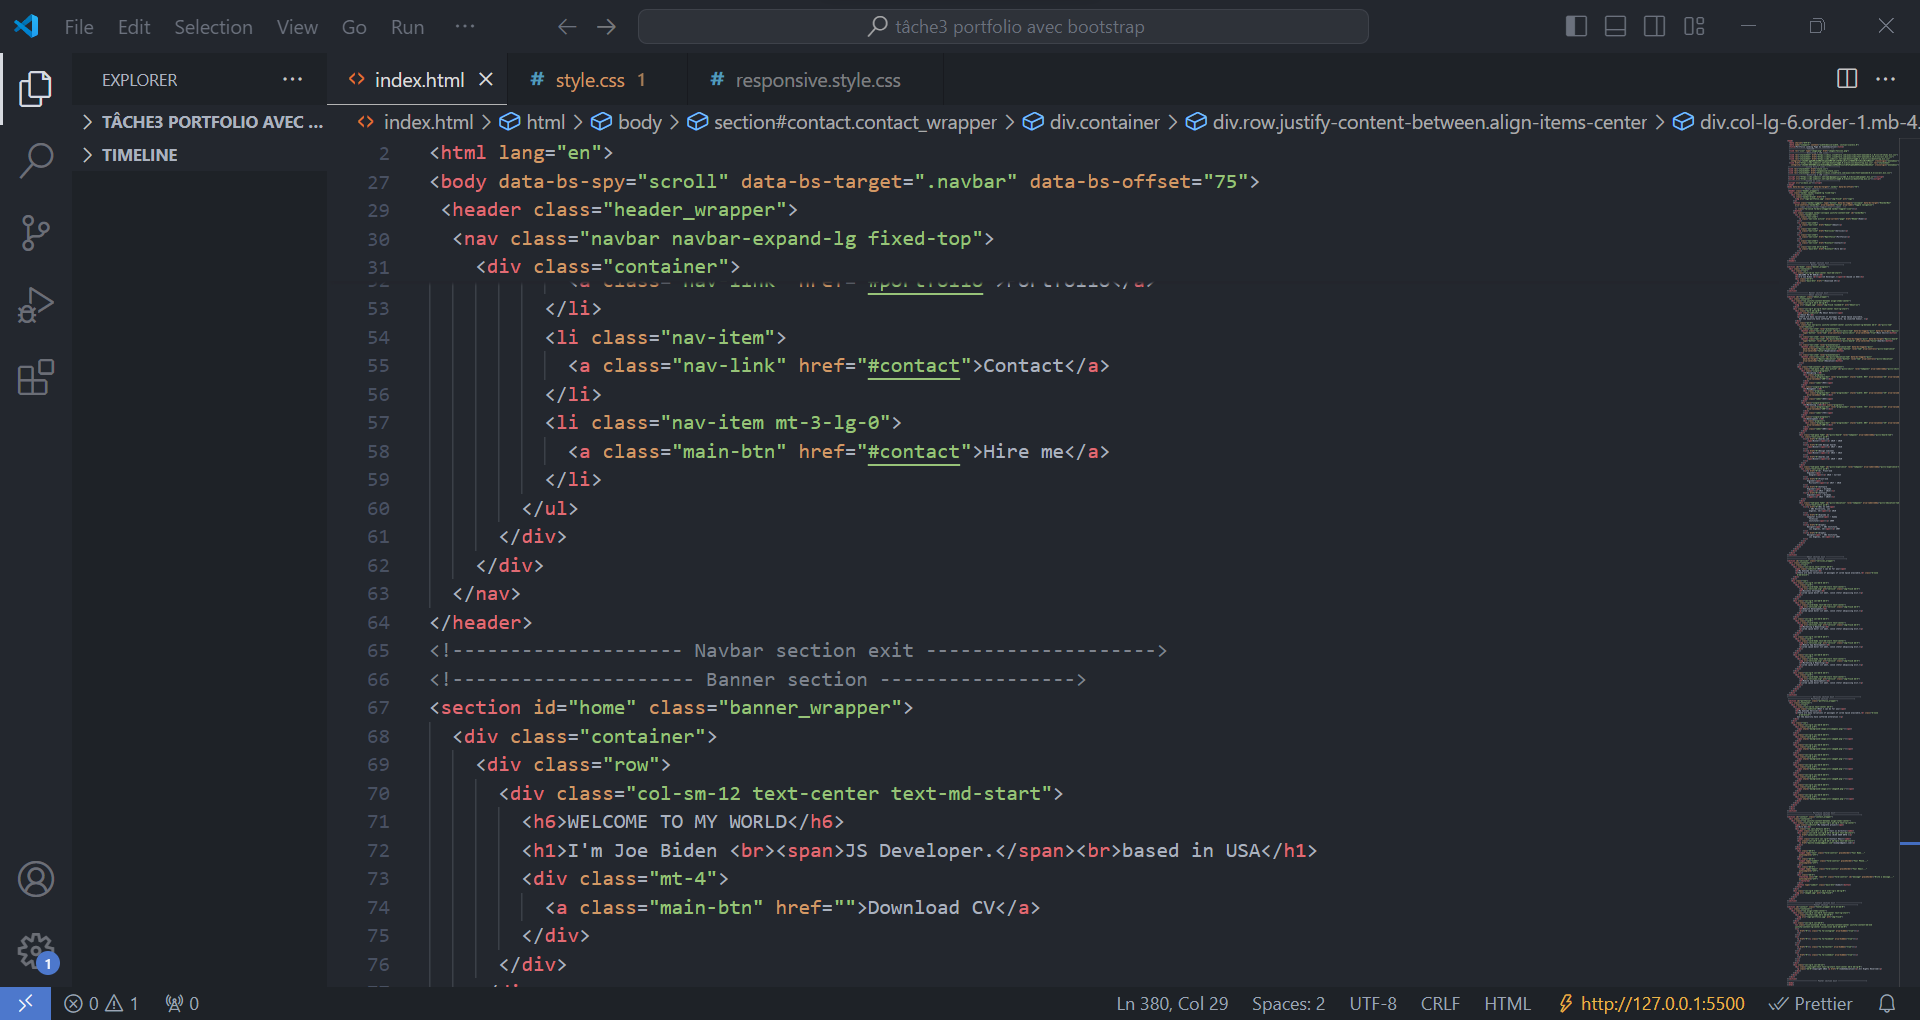 File Edit Selection View Go Run ··· tâche3 portfolio avec bootstrap
EXPLORER ···
TÂCHE3 PORTFOLIO AVEC ...
TIMELINE
<> index.html # style.css 1 # responsive.style.css
<> index.html > html > body > section#contact.contact_wrapper > div.container > div.row.justify-content-between.align-items-center > div.col-lg-6.order-1.mb-4.
2 <html lang="en">
27 <body data-bs-spy="scroll" data-bs-target=".navbar" data-bs-offset="75">
29 <header class="header_wrapper">
30 <nav class="navbar navbar-expand-lg fixed-top">
31 <div class="container">
52 <a class="nav-link" href="#portfolio">Portfolio</a>
53 </li>
54 <li class="nav-item">
55 <a class="nav-link" href="#contact">Contact</a>
56 </li>
57 <li class="nav-item mt-3-lg-0">
58 <a class="main-btn" href="#contact">Hire me</a>
59 </li>
60 </ul>
61 </div>
62 </div>
63 </nav>
64 </header>
65 <!-------------------- Navbar section exit -------------------->
66 <!--------------------- Banner section ----------------->
67 <section id="home" class="banner_wrapper">
68 <div class="container">
69 <div class="row">
70 <div class="col-sm-12 text-center text-md-start">
71 <h6>WELCOME TO MY WORLD</h6>
72 <h1>I'm Joe Biden <br><span>JS Developer.</span><br>based in USA</h1>
73 <div class="mt-4">
74 <a class="main-btn" href="">Download CV</a>
75 </div>
76 </div>
1
0 1 0 Ln 380, Col 29 Spaces: 2 UTF-8 CRLF HTML http://127.0.0.1:5500 Prettier